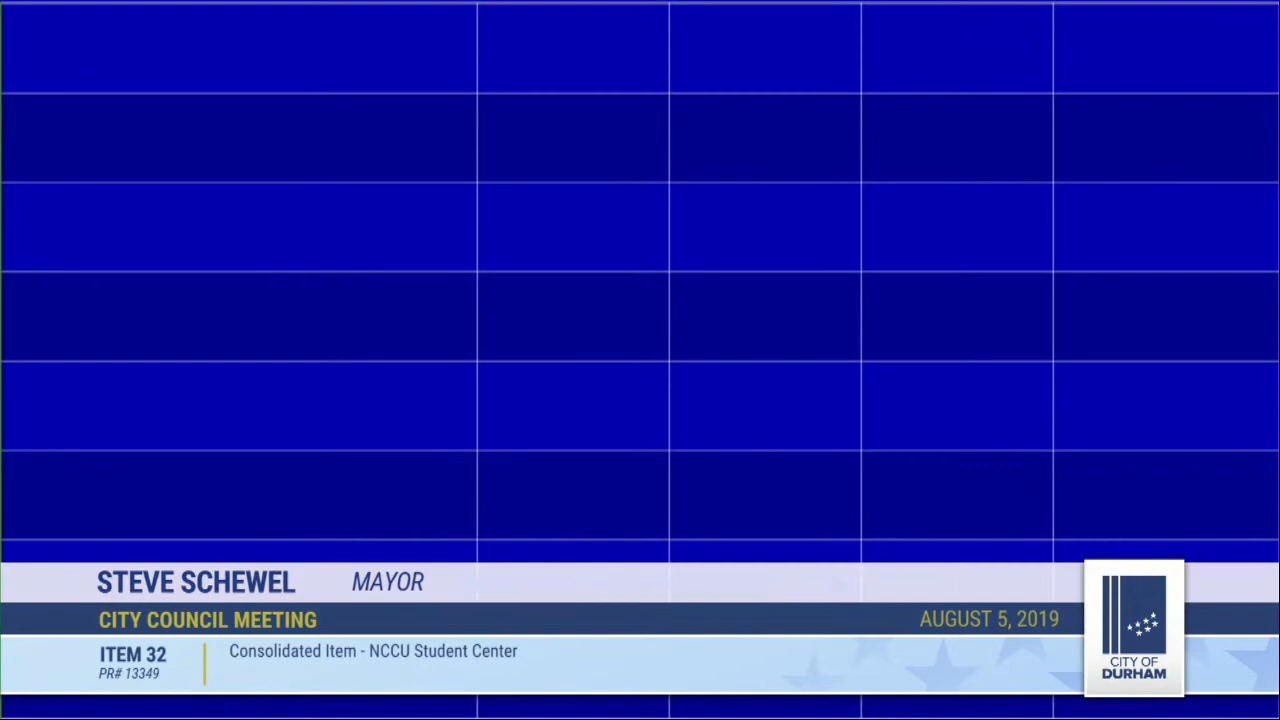 STEVE SCHEWEL MAYOR
CITY COUNCIL MEETING AUGUST 5, 2019
ITEM 32 Consolidated Item - NCCU Student Center
PR# 13349
CITY OF
DURHAM